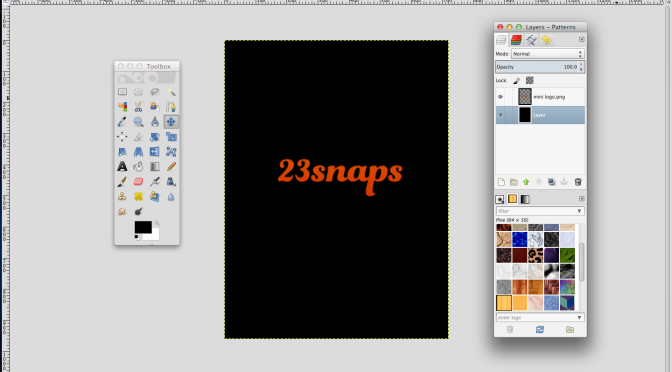 Layers – Patterns
Mode: Normal
Opacity 100.0
Lock:
mini logo.png
Layer
filter
Pine (64 × 56)
enter tags
Toolbox
23snaps